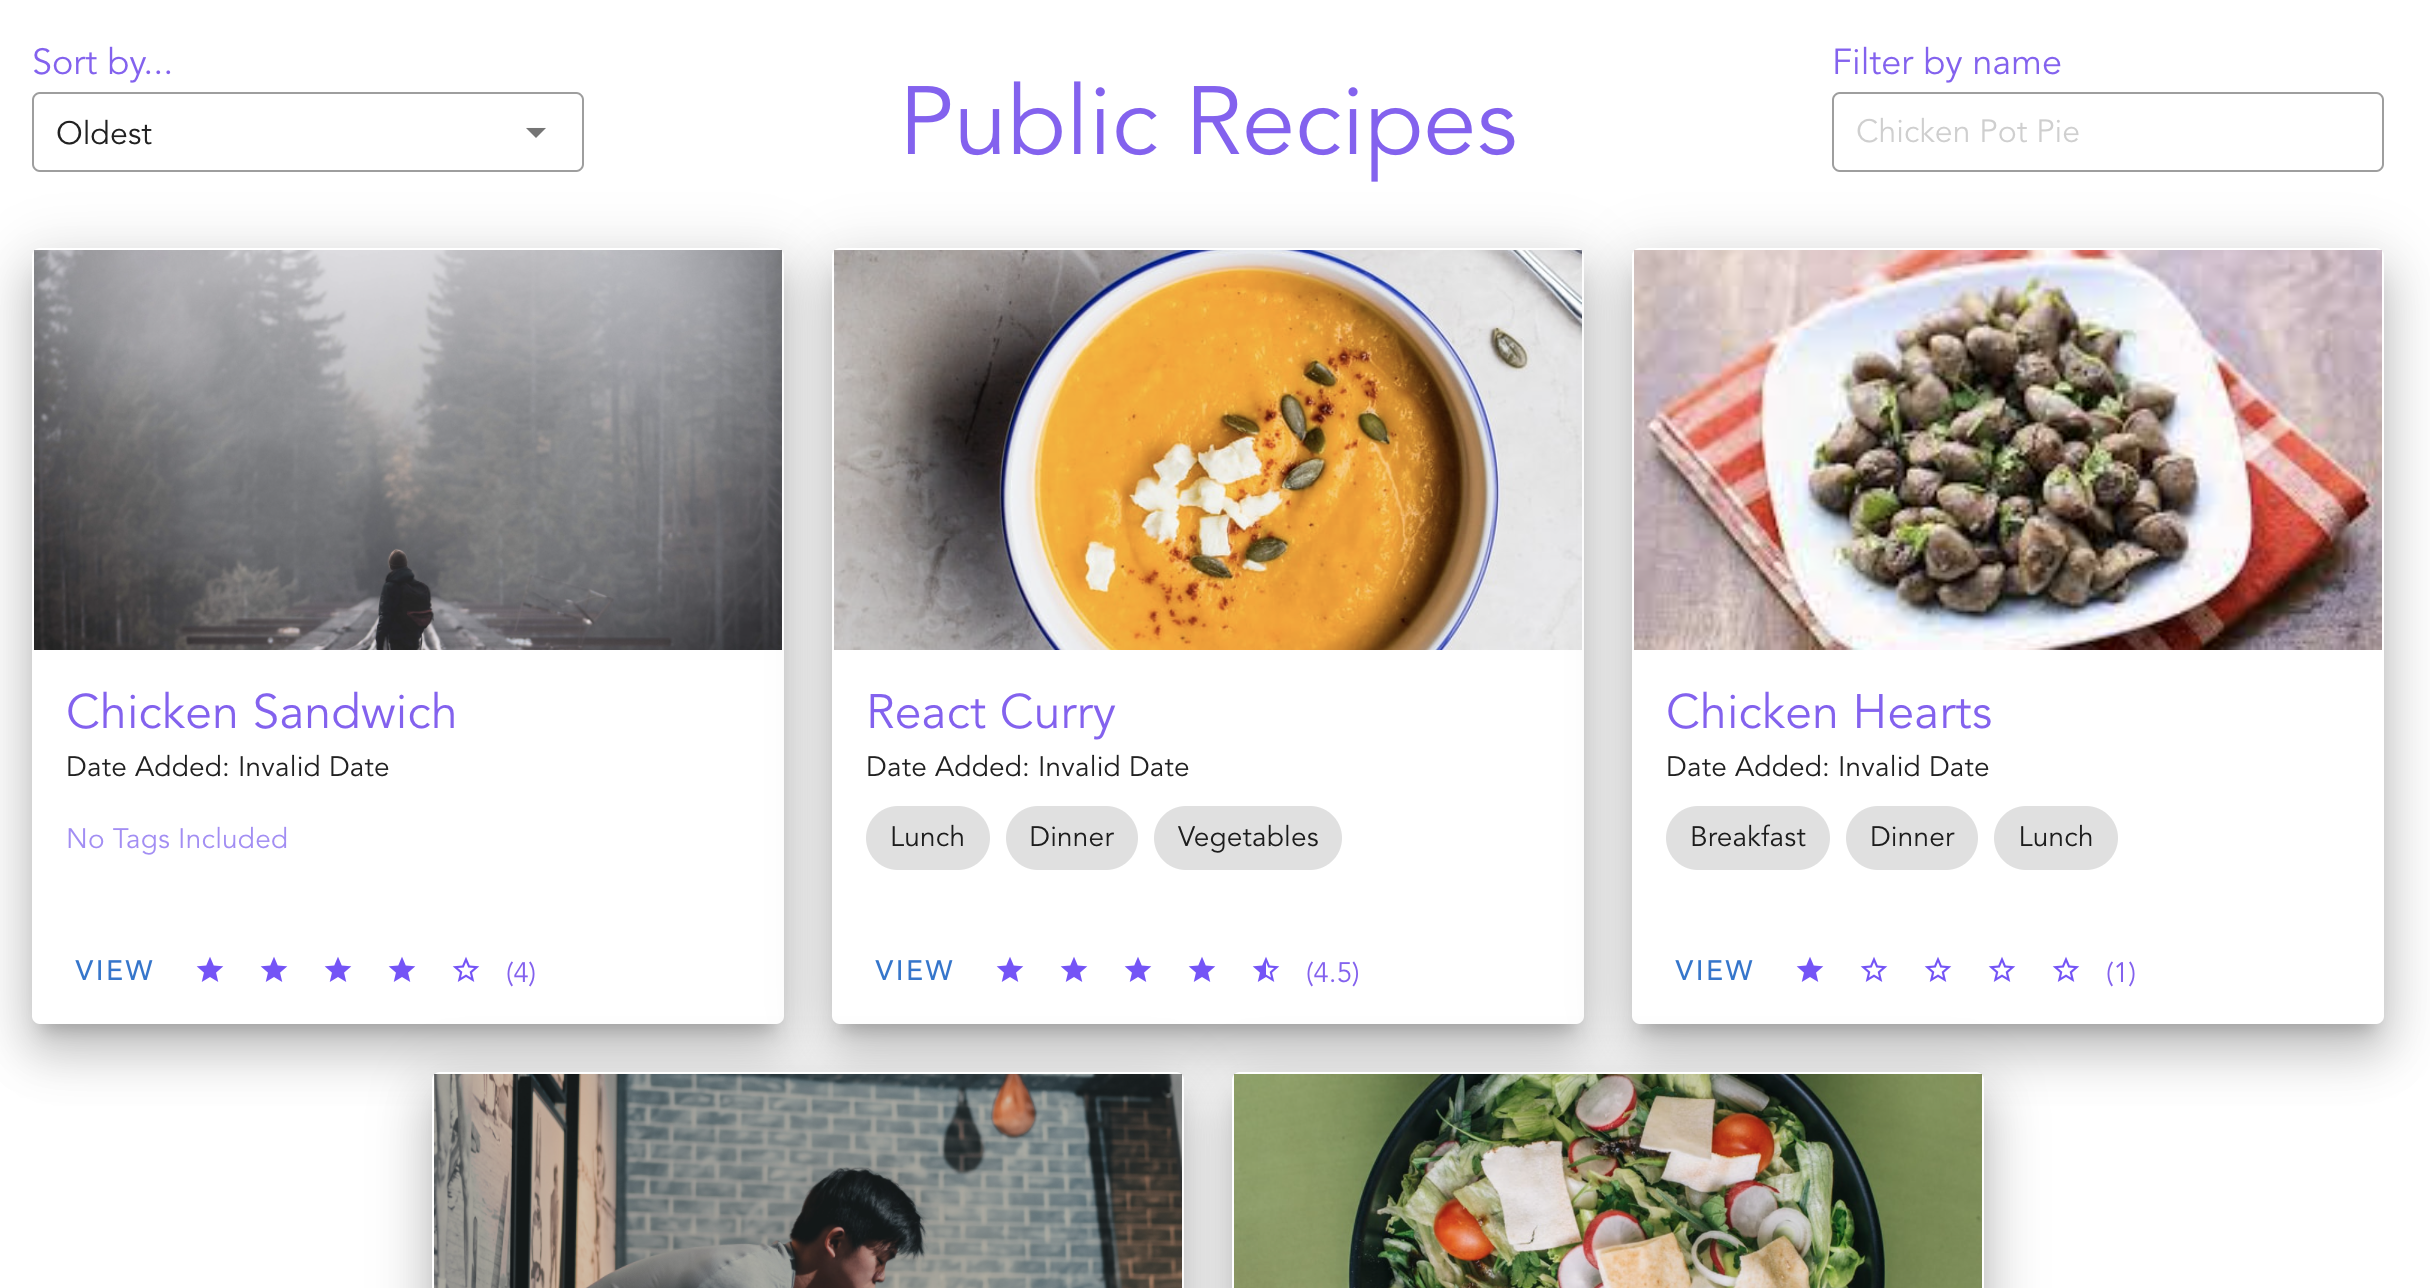 Sort by...
Oldest
Public Recipes
Filter by name
Chicken Pot Pie
Chicken Sandwich
Date Added: Invalid Date
No Tags Included
VIEW (4)
React Curry
Date Added: Invalid Date
Lunch Dinner Vegetables
VIEW (4.5)
Chicken Hearts
Date Added: Invalid Date
Breakfast Dinner Lunch
VIEW (1)